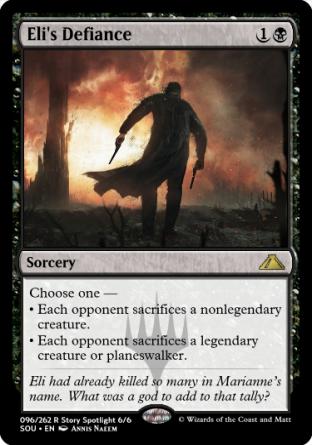 Eli's Defiance 1
Sorcery
Choose one —
• Each opponent sacrifices a nonlegendary
creature.
• Each opponent sacrifices a legendary
creature or planeswalker.
Eli had already killed so many in Marianne's
name. What was a god to add to that tally?
096/262 R Story Spotlight 6/6
SOU • EN Annis Naeem
© Wizards of the Coast and Matt